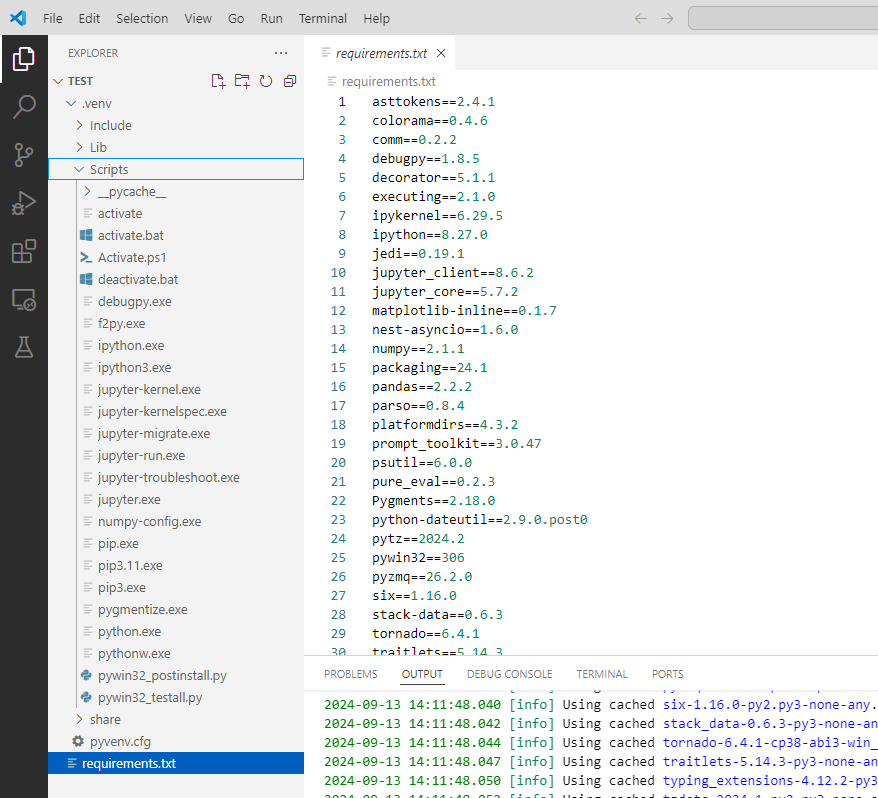 File Edit Selection View Go Run Terminal Help
EXPLORER
TEST
.venv
Include
Lib
Scripts
__pycache__
activate
activate.bat
Activate.ps1
deactivate.bat
debugpy.exe
f2py.exe
ipython.exe
ipython3.exe
jupyter-kernel.exe
jupyter-kernelspec.exe
jupyter-migrate.exe
jupyter-run.exe
jupyter-troubleshoot.exe
jupyter.exe
numpy-config.exe
pip.exe
pip3.11.exe
pip3.exe
pygmentize.exe
python.exe
pythonw.exe
pywin32_postinstall.py
pywin32_testall.py
share
pyvenv.cfg
requirements.txt
requirements.txt
requirements.txt
1 asttokens==2.4.1
2 colorama==0.4.6
3 comm==0.2.2
4 debugpy==1.8.5
5 decorator==5.1.1
6 executing==2.1.0
7 ipykernel==6.29.5
8 ipython==8.27.0
9 jedi==0.19.1
10 jupyter_client==8.6.2
11 jupyter_core==5.7.2
12 matplotlib-inline==0.1.7
13 nest-asyncio==1.6.0
14 numpy==2.1.1
15 packaging==24.1
16 pandas==2.2.2
17 parso==0.8.4
18 platformdirs==4.3.2
19 prompt_toolkit==3.0.47
20 psutil==6.0.0
21 pure_eval==0.2.3
22 Pygments==2.18.0
23 python-dateutil==2.9.0.post0
24 pytz==2024.2
25 pywin32==306
26 pyzmq==26.2.0
27 six==1.16.0
28 stack-data==0.6.3
29 tornado==6.4.1
30 traitlets==5.14.3
PROBLEMS OUTPUT DEBUG CONSOLE TERMINAL PORTS
2024-09-13 14:11:48.040 [info] Using cached six-1.16.0-py2.py3-none-any.
2024-09-13 14:11:48.042 [info] Using cached stack_data-0.6.3-py3-none-an
2024-09-13 14:11:48.044 [info] Using cached tornado-6.4.1-cp38-abi3-win_
2024-09-13 14:11:48.047 [info] Using cached traitlets-5.14.3-py3-none-an
2024-09-13 14:11:48.050 [info] Using cached typing_extensions-4.12.2-py3